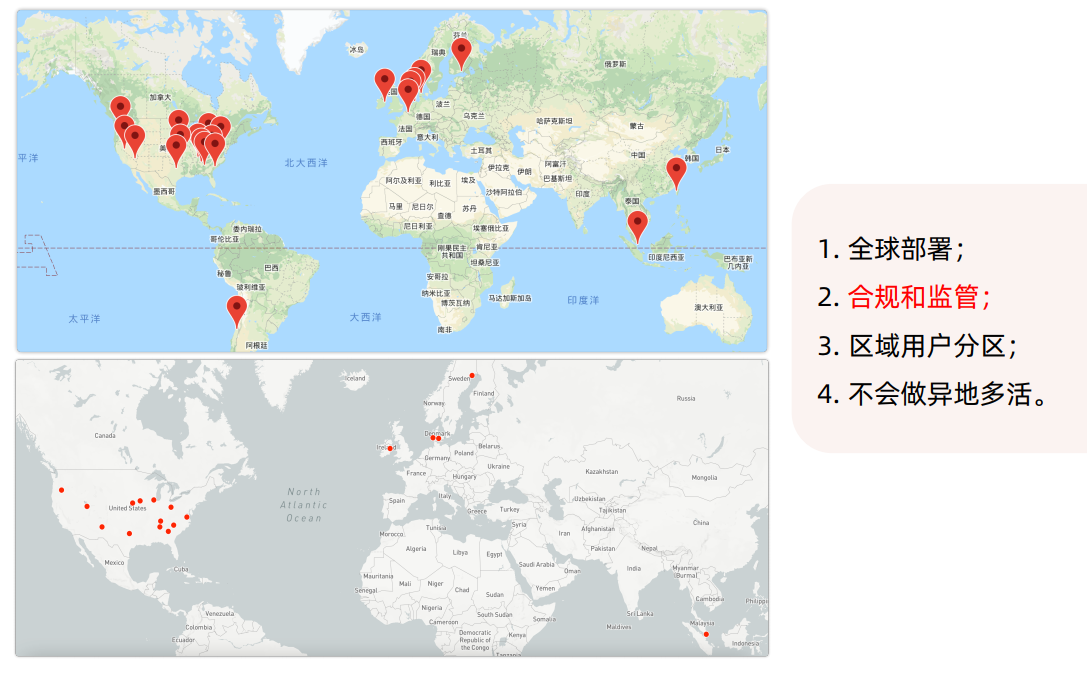 冰岛
芬兰
瑞典
俄罗斯
加拿大
国
波兰
德国
乌克兰
哈萨克斯坦
蒙古
法国
意大利
西班牙
土耳其
中国
韩国
日本
平洋
美
北大西洋
伊拉克
伊朗
阿富汗
巴基斯坦
阿尔及利亚
利比亚
埃及
沙特阿拉伯
印度
墨西哥
马里
尼日尔
乍得
苏丹
泰国
委内瑞拉
哥伦比亚
尼日利亚
埃塞俄比亚
刚果民主
共和国
肯尼亚
坦桑尼亚
印度尼西亚
巴布亚新
几内亚
秘鲁
巴西
玻利维亚
安哥拉
纳米比亚
博茨瓦纳
马达加斯加岛
印度洋
澳大利亚
太平洋
大西洋
南非
阿根廷
Iceland
Sweden
Finland
Norway
Russia
Canada
Denmark
Ireland
Germany
Poland
Belarus
Ukraine
France
Hungary
Kazakhstan
Mongolia
North
Atlantic
Ocean
Spain
Italy
Greece
Turkey
Uzbekistan
Tajikistan
United States
Morocco
Tunisia
Syria
Iran
Afghanistan
China
Algeria
Libya
Egypt
Pakistan
Nepal
Mexico
Cuba
Mauritania
Mali
Niger
Chad
Sudan
Saudi Arabia
Oman
India
Myanmar
(Burma)
Senegal
Yemen
Cambodia
Philipp
Nigeria
South Sudan
Venezuela
Colombia
Ecuador
Cameroon
Somalia
Sri Lanka
Maldives
Malaysia
Democratic
Republic of
the Congo
Kenya
Tanzania
Indonesia
1. 全球部署；
2. 合规和监管；
3. 区域用户分区；
4. 不会做异地多活。